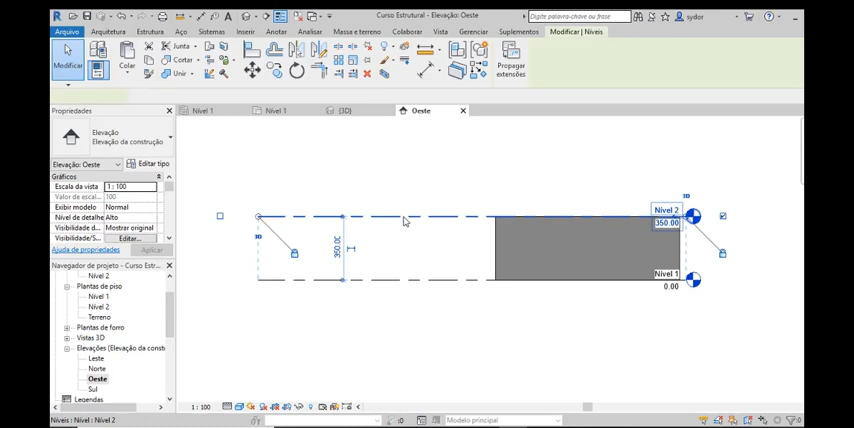 Curso Estrutural - Elevação: Oeste
Digite palavra-chave ou frase
sydor
Arquivo Arquitetura Estrutura Aço Sistemas Inserir Anotar Analisar Massa e terreno Colaborar Vista Gerenciar Suplementos Modificar | Níveis
Modificar
Colar
Junta
Cortar
Unir
Propagar
extensões
Propriedades
Elevação
Elevação da construção
Elevação: Oeste
Editar tipo
Gráficos
Escala da vista 1 : 100
Valor de escal... 100
Exibir modelo Normal
Nível de detalhe Alto
Visibilidade d... Mostrar original
Visibilidade/S... Editar...
Ajuda de propriedades
Aplicar
Navegador de projeto - Curso Estrutural
Nível 2
Plantas de piso
Nível 1
Nível 2
Terreno
Plantas de forro
Vistas 3D
Elevações (Elevação da constr
Leste
Norte
Oeste
Sul
Legendas
Nível 1
Nível 1
{3D}
Oeste
3D
Nível 2
350.00
350.00
3D
Nível 1
0.00
1 : 100
Níveis : Nível : Nível 2
:0
Modelo principal
:0